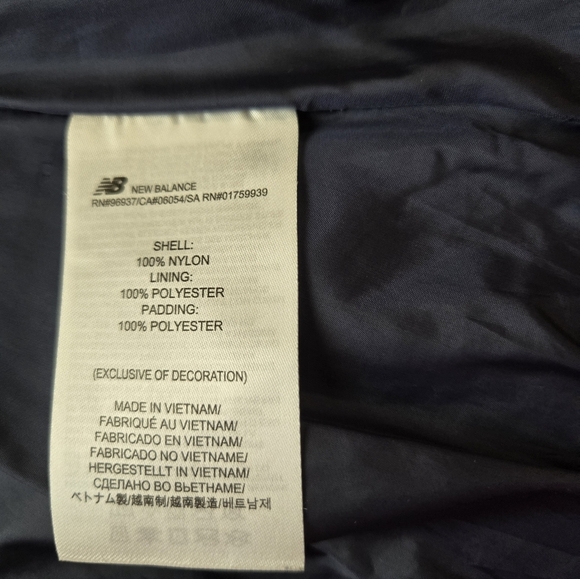 NB NEW BALANCE
RN#96937/CA#06054/SA RN#01759939
SHELL:
100% NYLON
LINING:
100% POLYESTER
PADDING:
100% POLYESTER
(EXCLUSIVE OF DECORATION)
MADE IN VIETNAM/
FABRIQUÉ AU VIETNAM/
FABRICADO EN VIETNAM/
FABRICADO NO VIETNAME/
HERGESTELLT IN VIETNAM/
СДЕЛАНО ВО ВЬЕТНАМЕ/
ベトナム製/越南制/越南製造/베트남제